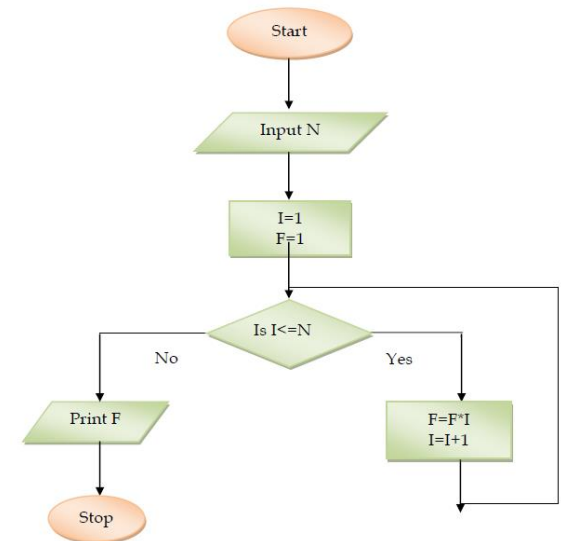 Start
Input N
I=1
F=1
Is I<=N
No
Yes
Print F
F=F*I
I=I+1
Stop